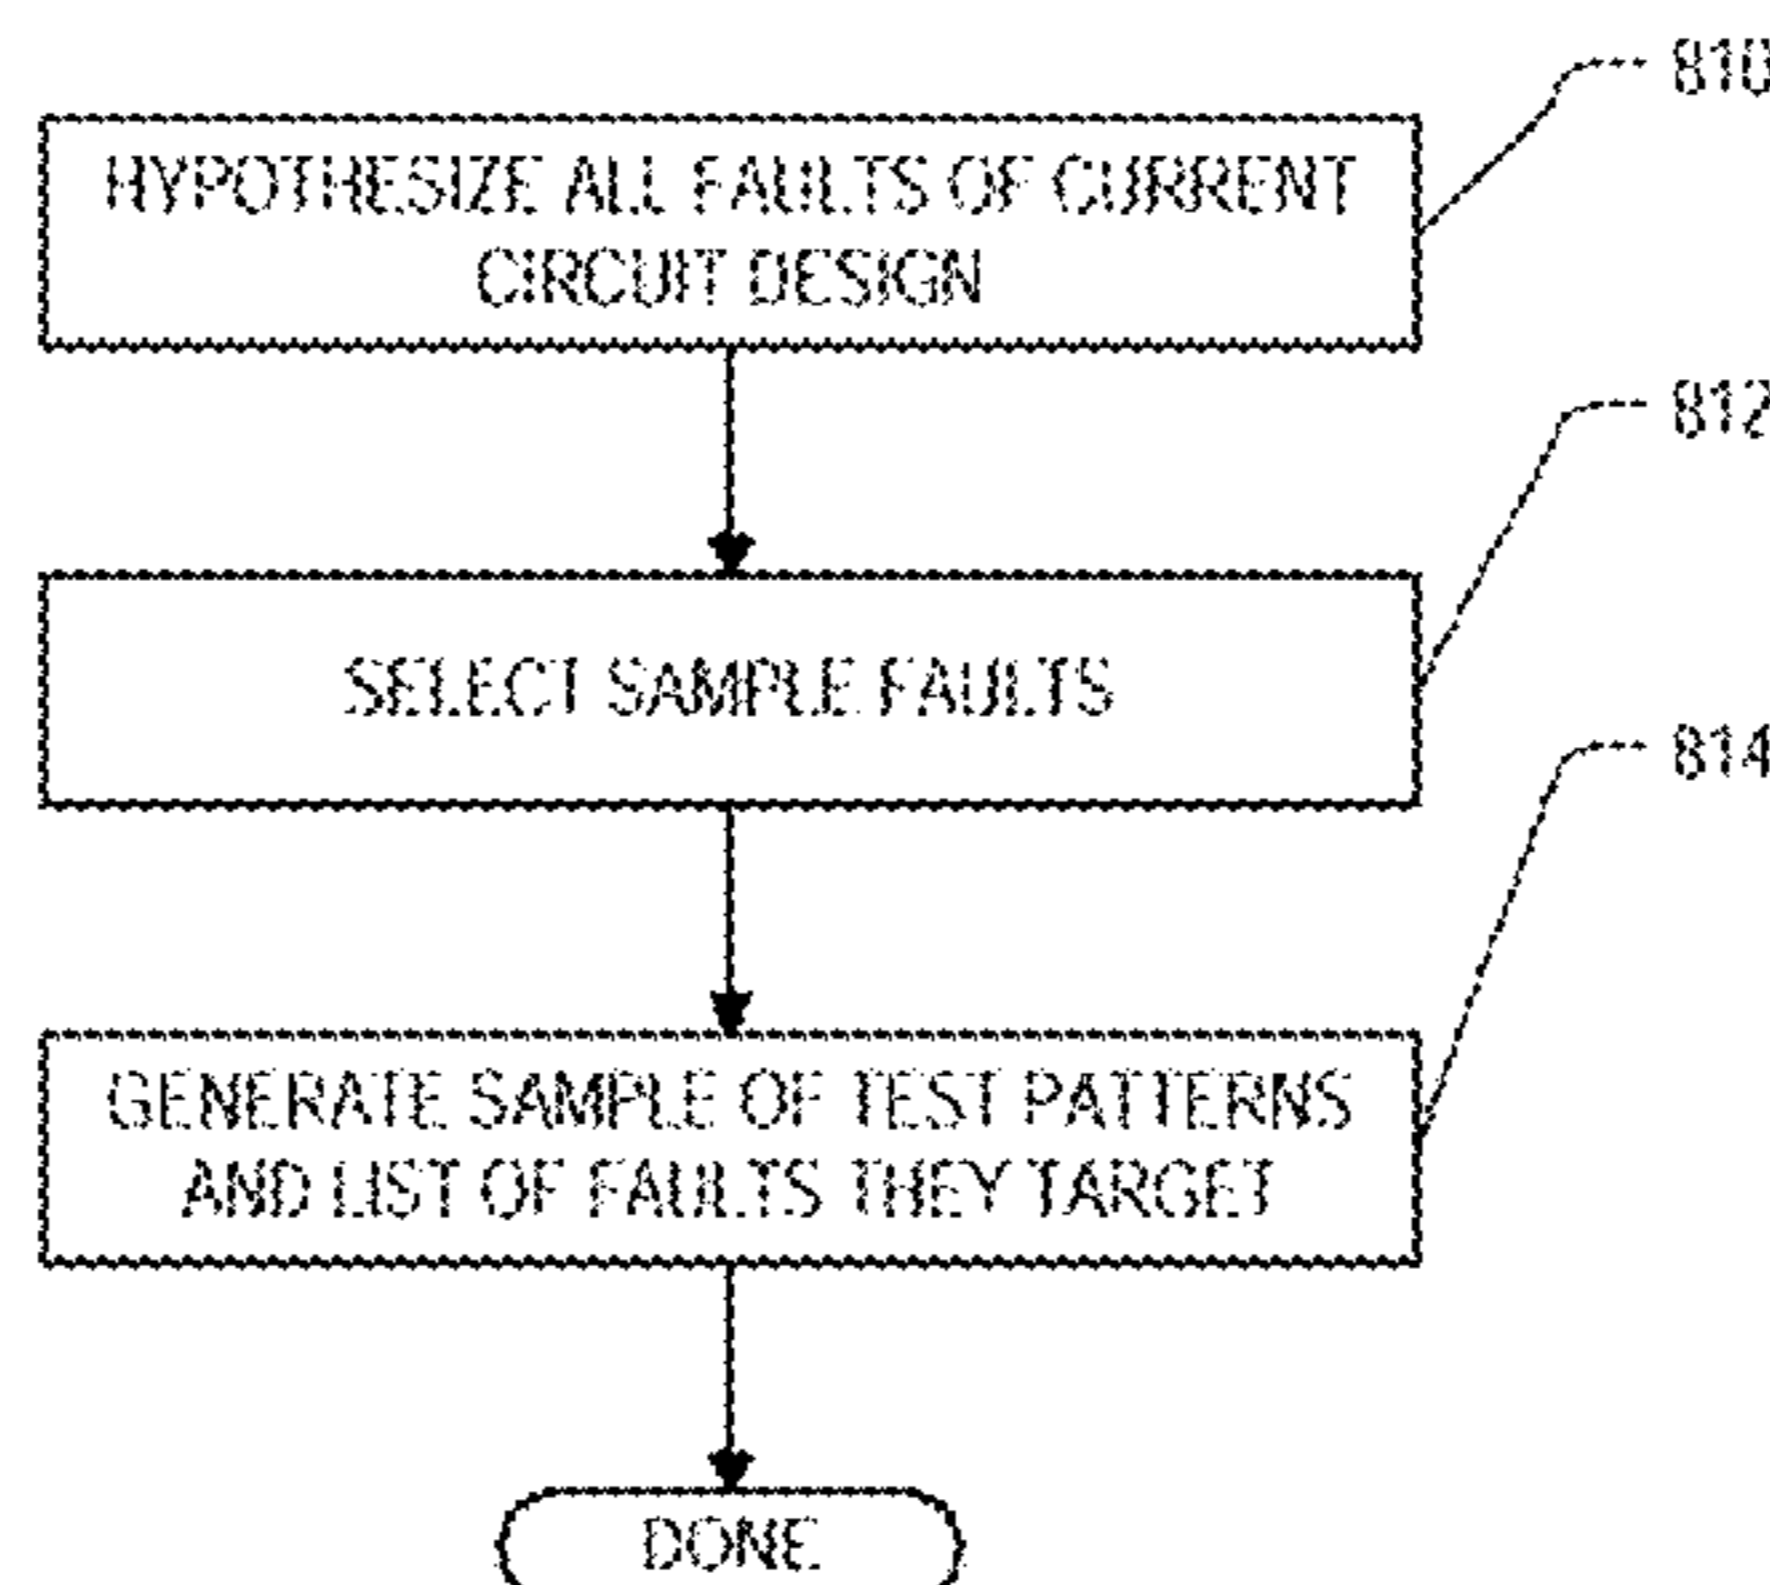 810
HYPOTHESIZE ALL FAULTS OF CURRENT
CIRCUIT DESIGN
812
SELECT SAMPLE FAULTS
814
GENERATE SAMPLE OF TEST PATTERNS
AND LIST OF FAULTS THEY TARGET
DONE